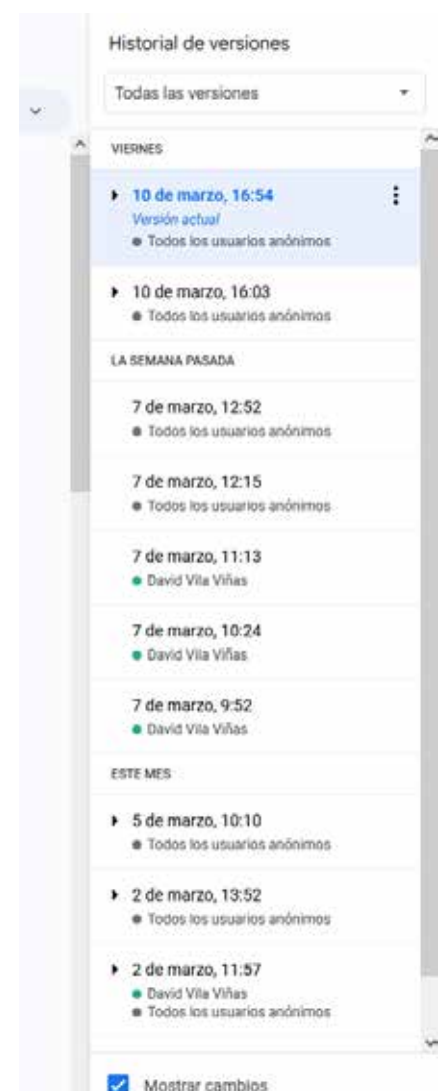 Historial de versiones
Todas las versiones
VIERNES
10 de marzo, 16:54
Versión actual
Todos los usuarios anónimos
10 de marzo, 16:03
Todos los usuarios anónimos
LA SEMANA PASADA
7 de marzo, 12:52
Todos los usuarios anónimos
7 de marzo, 12:15
Todos los usuarios anónimos
7 de marzo, 11:13
David Vila Viñas
7 de marzo, 10:24
David Vila Viñas
7 de marzo, 9:52
David Vila Viñas
ESTE MES
5 de marzo, 10:10
Todos los usuarios anónimos
2 de marzo, 13:52
Todos los usuarios anónimos
2 de marzo, 11:57
David Vila Viñas
Todos los usuarios anónimos
Mostrar cambios